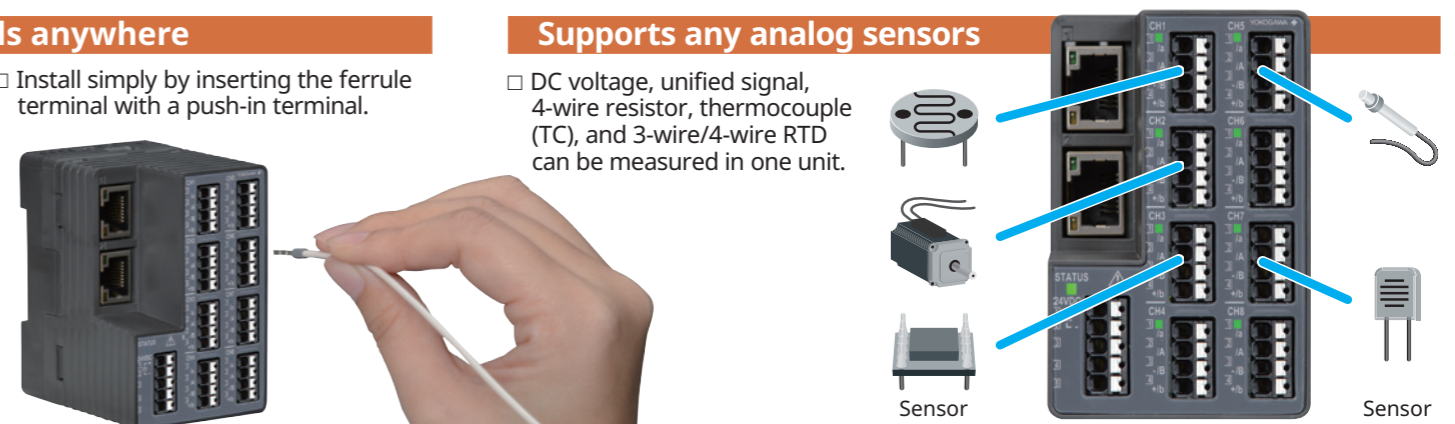 ls anywhere
□ Install simply by inserting the ferrule
terminal with a push-in terminal.
Supports any analog sensors
□ DC voltage, unified signal,
4-wire resistor, thermocouple
(TC), and 3-wire/4-wire RTD
can be measured in one unit.
Sensor
Sensor
YOKOGAWA
CH1
CH5
/a
/A
-/B
+/b
CH2
CH6
/A
-/B
+/b
CH3
CH7
/a
/A
-/B
+/b
STATUS
24VDC
CH4
CH8
/A
-/B
+/b